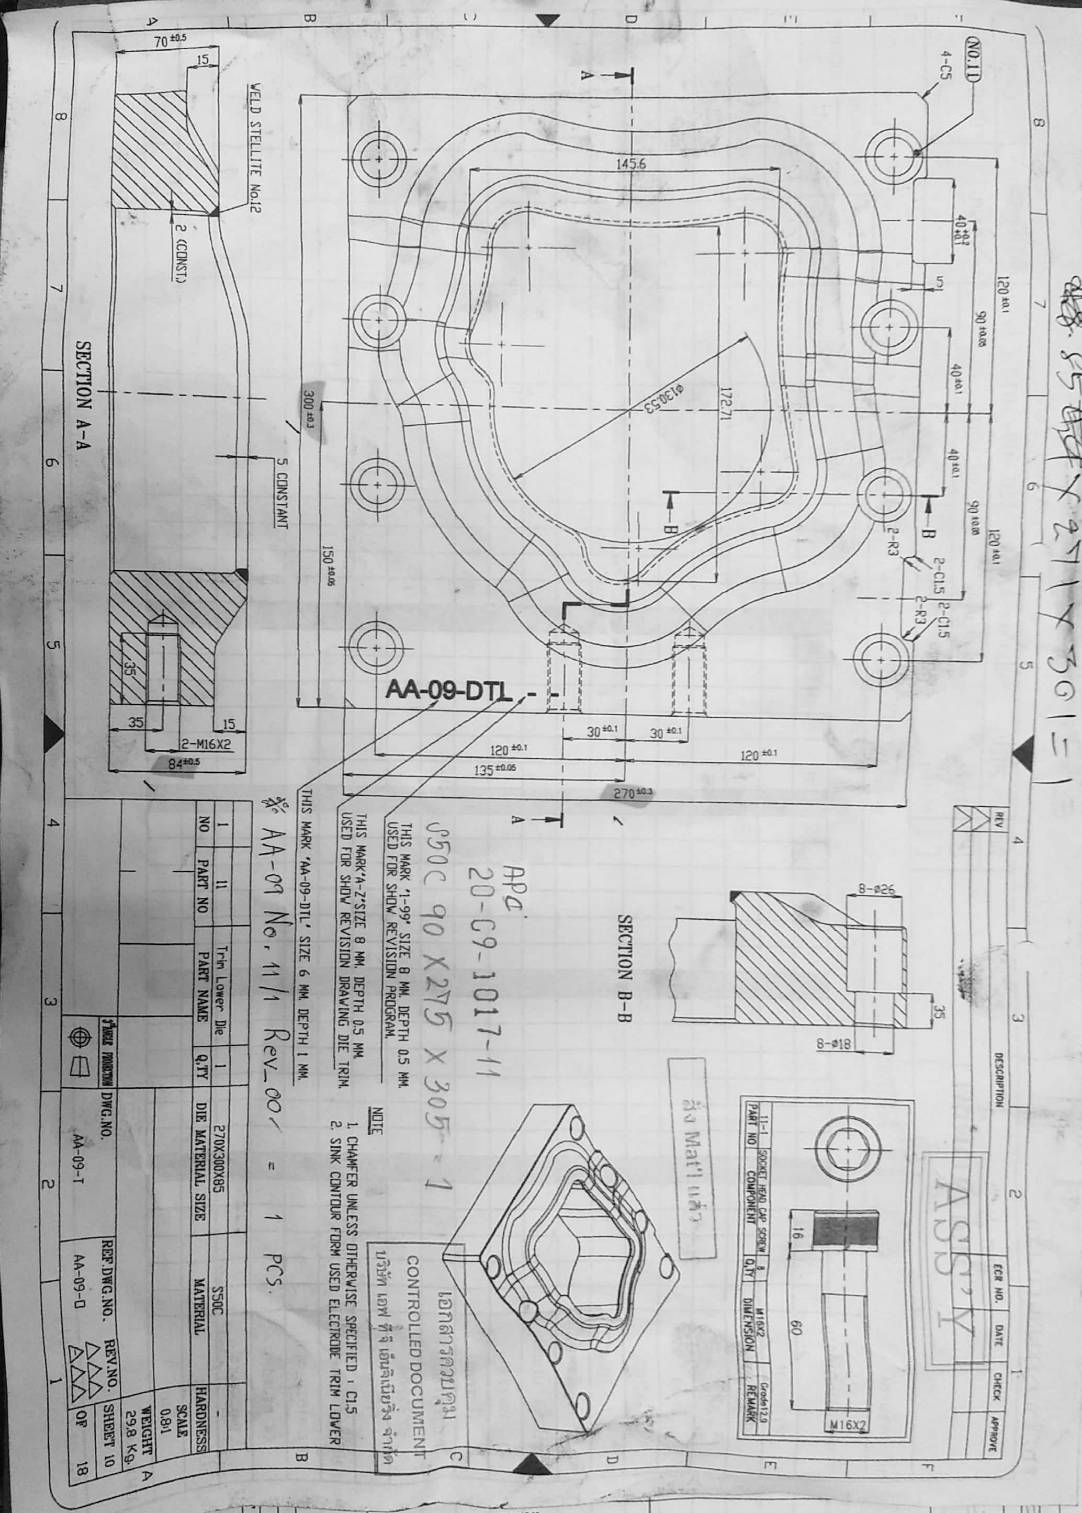 85 X 271 X 301 = 1
8 7 6 5 4 3 2 1
120 ±0.1
120 ±0.1
90 ±0.05
90 ±0.05
NO.11
40 +0.2 +0.1
40 ±0.1
40 ±0.1
4-C5
5
B
2-C1.5
2-C1.5
2-R3
2-R3
172.71
ø130.53
145.6
B
A
A
30 ±0.1
30 ±0.1
120 ±0.1
270 ±0.3
120 ±0.1
135 ±0.05
AA-09-DTL - -
150 ±0.05
300 ±0.3
REV
DESCRIPTION
ECR NO.
DATE
CHECK
APPROVE
ASS'Y
35
8-ø26
8-ø18
SECTION B-B
M16X2
16
60
11-1 SOCKET HEAD CAP SCREW 8 M16X2 Grade12.9
PART NO COMPONENT Q,TY DIMENSION REMARK
สั่ง Mat'l แล้ว
APC
20-C9-1017-11
S50C 90 X 275 X 305 = 1
เอกสารควบคุม
CONTROLLED DOCUMENT
บริษัท เอฟ ที จี เอ็นจิเนียริ่ง จำกัด
THIS MARK "1-99" SIZE 8 MM. DEPTH 0.5 MM.
USED FOR SHOW REVISION PROGRAM.
THIS MARK"A-Z"SIZE 8 MM. DEPTH 0.5 MM.
USED FOR SHOW REVISION DRAWING DIE TRIM.
THIS MARK "AA-09-DTL" SIZE 6 MM. DEPTH 1 MM.
NOTE
1. CHAMFER UNLESS OTHERWISE SPECIFIED : C1.5
2. SINK CONTOUR FORM USED ELECTRODE TRIM LOWER
AA-09 No. 11/1 Rev_00 = 1 PCS.
5 CONSTANT
WELD STELLITE No.12
15
70 ±0.5
2 (CONST.)
15
2-M16X2
84 ±0.5
35
35
SECTION A-A
1 11 Trim Lower Die 1 270X300X85 S50C -
NO PART NO PART NAME Q,TY DIE MATERIAL SIZE MATERIAL HARDNESS
SCALE
0.8:1
WEIGHT
29.8 Kg.
3rd ANGLE PROJECTION
DWG.NO.
AA-09-T
REF.DWG.NO.
AA-09-D
REV.NO.
SHEET 10
OF 18
F
E
D
C
B
A
D
B
A
8 7 6 5 4 3 2 1